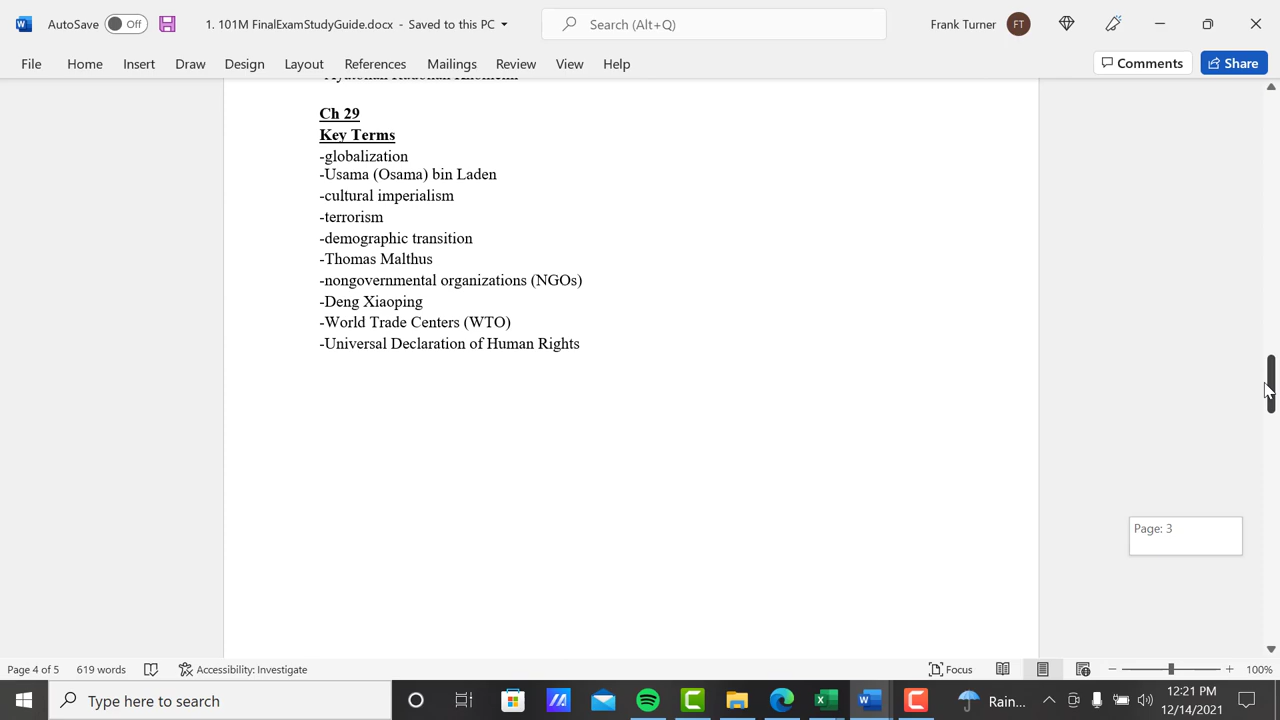 AutoSave Off 1. 101M FinalExamStudyGuide.docx - Saved to this PC Search (Alt+Q) Frank Turner FT
File Home Insert Draw Design Layout References Mailings Review View Help Comments Share
Ch 29
Key Terms
-globalization
-Usama (Osama) bin Laden
-cultural imperialism
-terrorism
-demographic transition
-Thomas Malthus
-nongovernmental organizations (NGOs)
-Deng Xiaoping
-World Trade Centers (WTO)
-Universal Declaration of Human Rights
Page: 3
Page 4 of 5 619 words Accessibility: Investigate Focus 100%
Type here to search Rain... 12:21 PM
12/14/2021